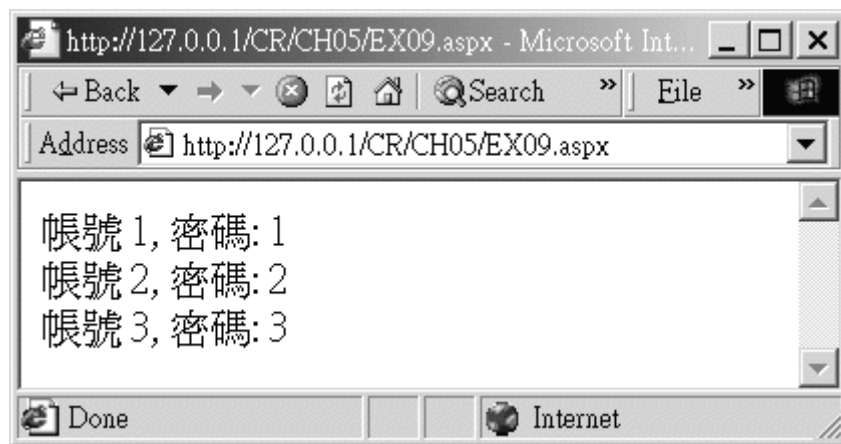 http://127.0.0.1/CR/CH05/EX09.aspx - Microsoft Int...
Back Search » File »
Address http://127.0.0.1/CR/CH05/EX09.aspx
帳號 1, 密碼: 1
帳號 2, 密碼: 2
帳號 3, 密碼: 3
Done Internet